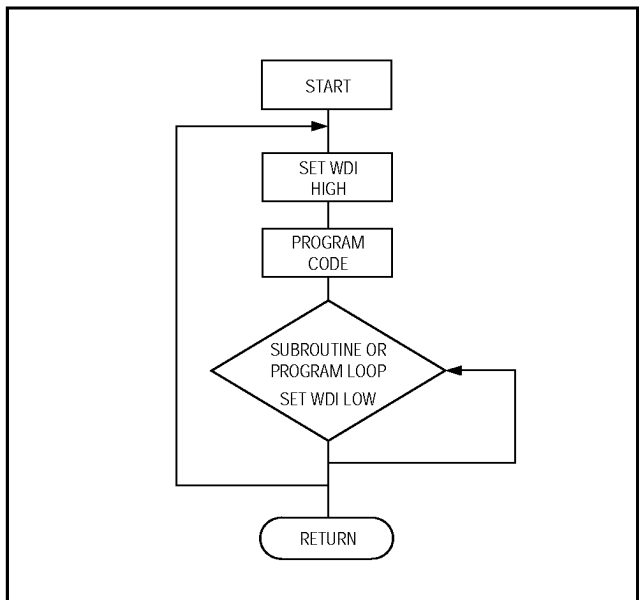 START
SET WDI
HIGH
PROGRAM
CODE
SUBROUTINE OR
PROGRAM LOOP
SET WDI LOW
RETURN